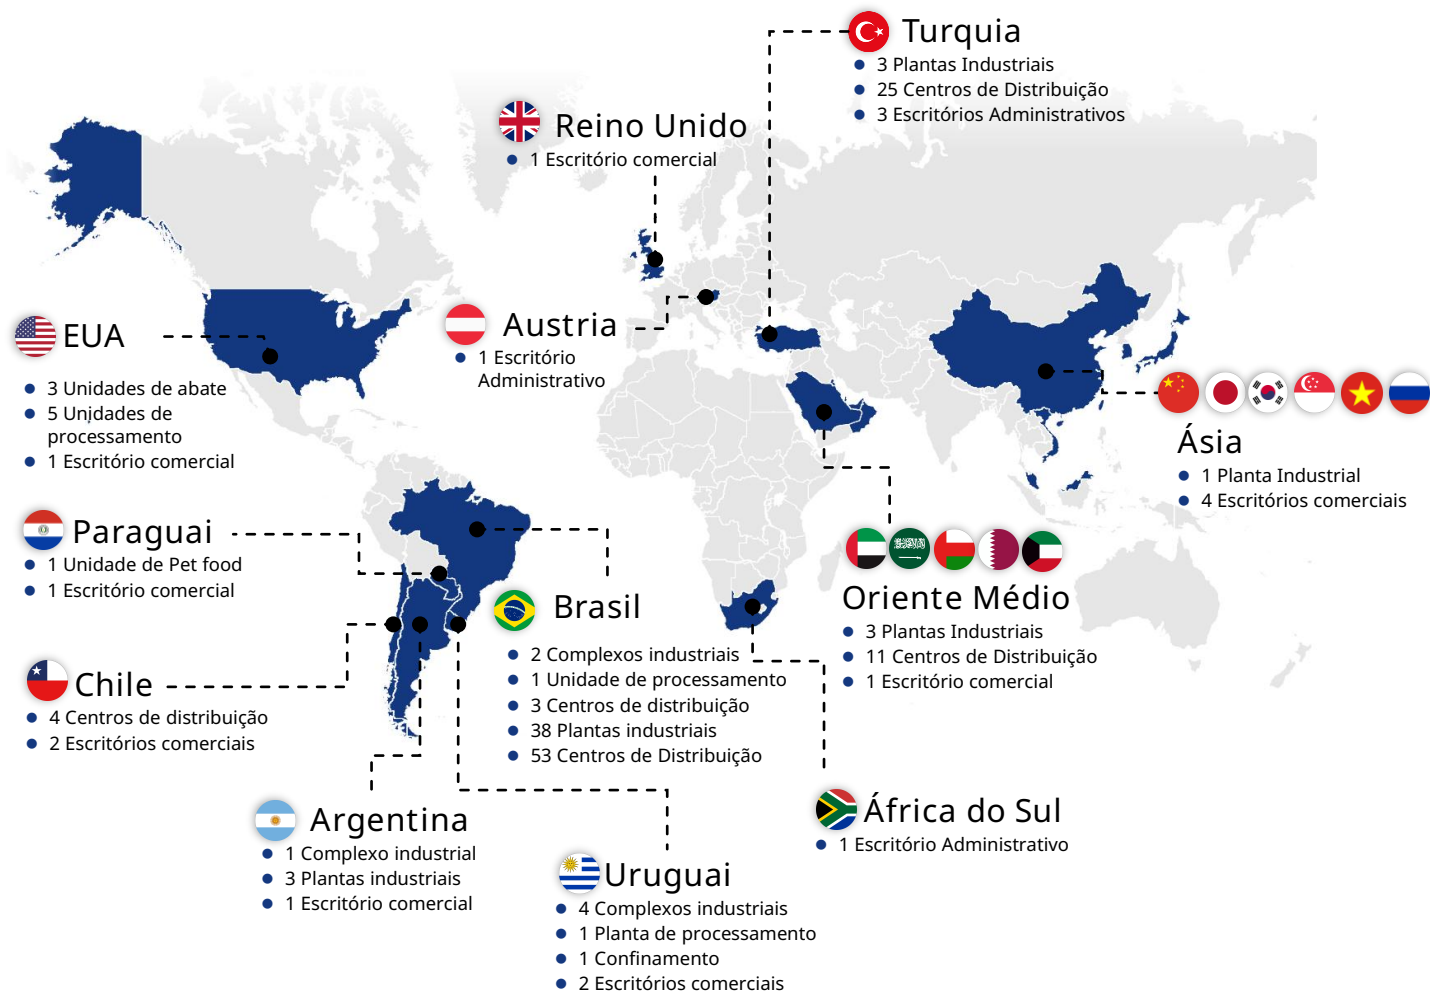 Turquia
3 Plantas Industriais
25 Centros de Distribuição
3 Escritórios Administrativos
Reino Unido
1 Escritório comercial
EUA
3 Unidades de abate
5 Unidades de
processamento
1 Escritório comercial
Austria
1 Escritório
Administrativo
Ásia
1 Planta Industrial
4 Escritórios comerciais
Paraguai
1 Unidade de Pet food
1 Escritório comercial
Brasil
2 Complexos industriais
1 Unidade de processamento
3 Centros de distribuição
38 Plantas industriais
53 Centros de Distribuição
Oriente Médio
3 Plantas Industriais
11 Centros de Distribuição
1 Escritório comercial
Chile
4 Centros de distribuição
2 Escritórios comerciais
Argentina
1 Complexo industrial
3 Plantas industriais
1 Escritório comercial
África do Sul
1 Escritório Administrativo
Uruguai
4 Complexos industriais
1 Planta de processamento
1 Confinamento
2 Escritórios comerciais